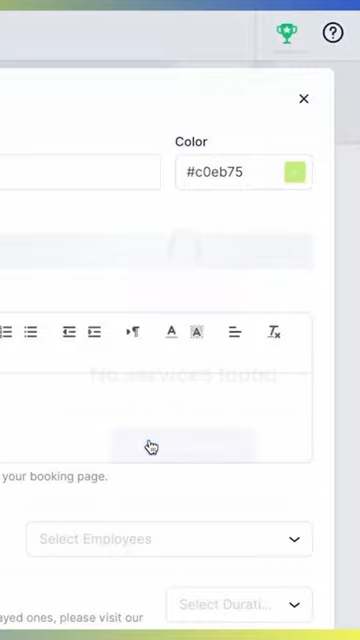 Color
#c0eb75
No services found
your booking page.
Select Employees
Select Durati...
ayed ones, please visit our